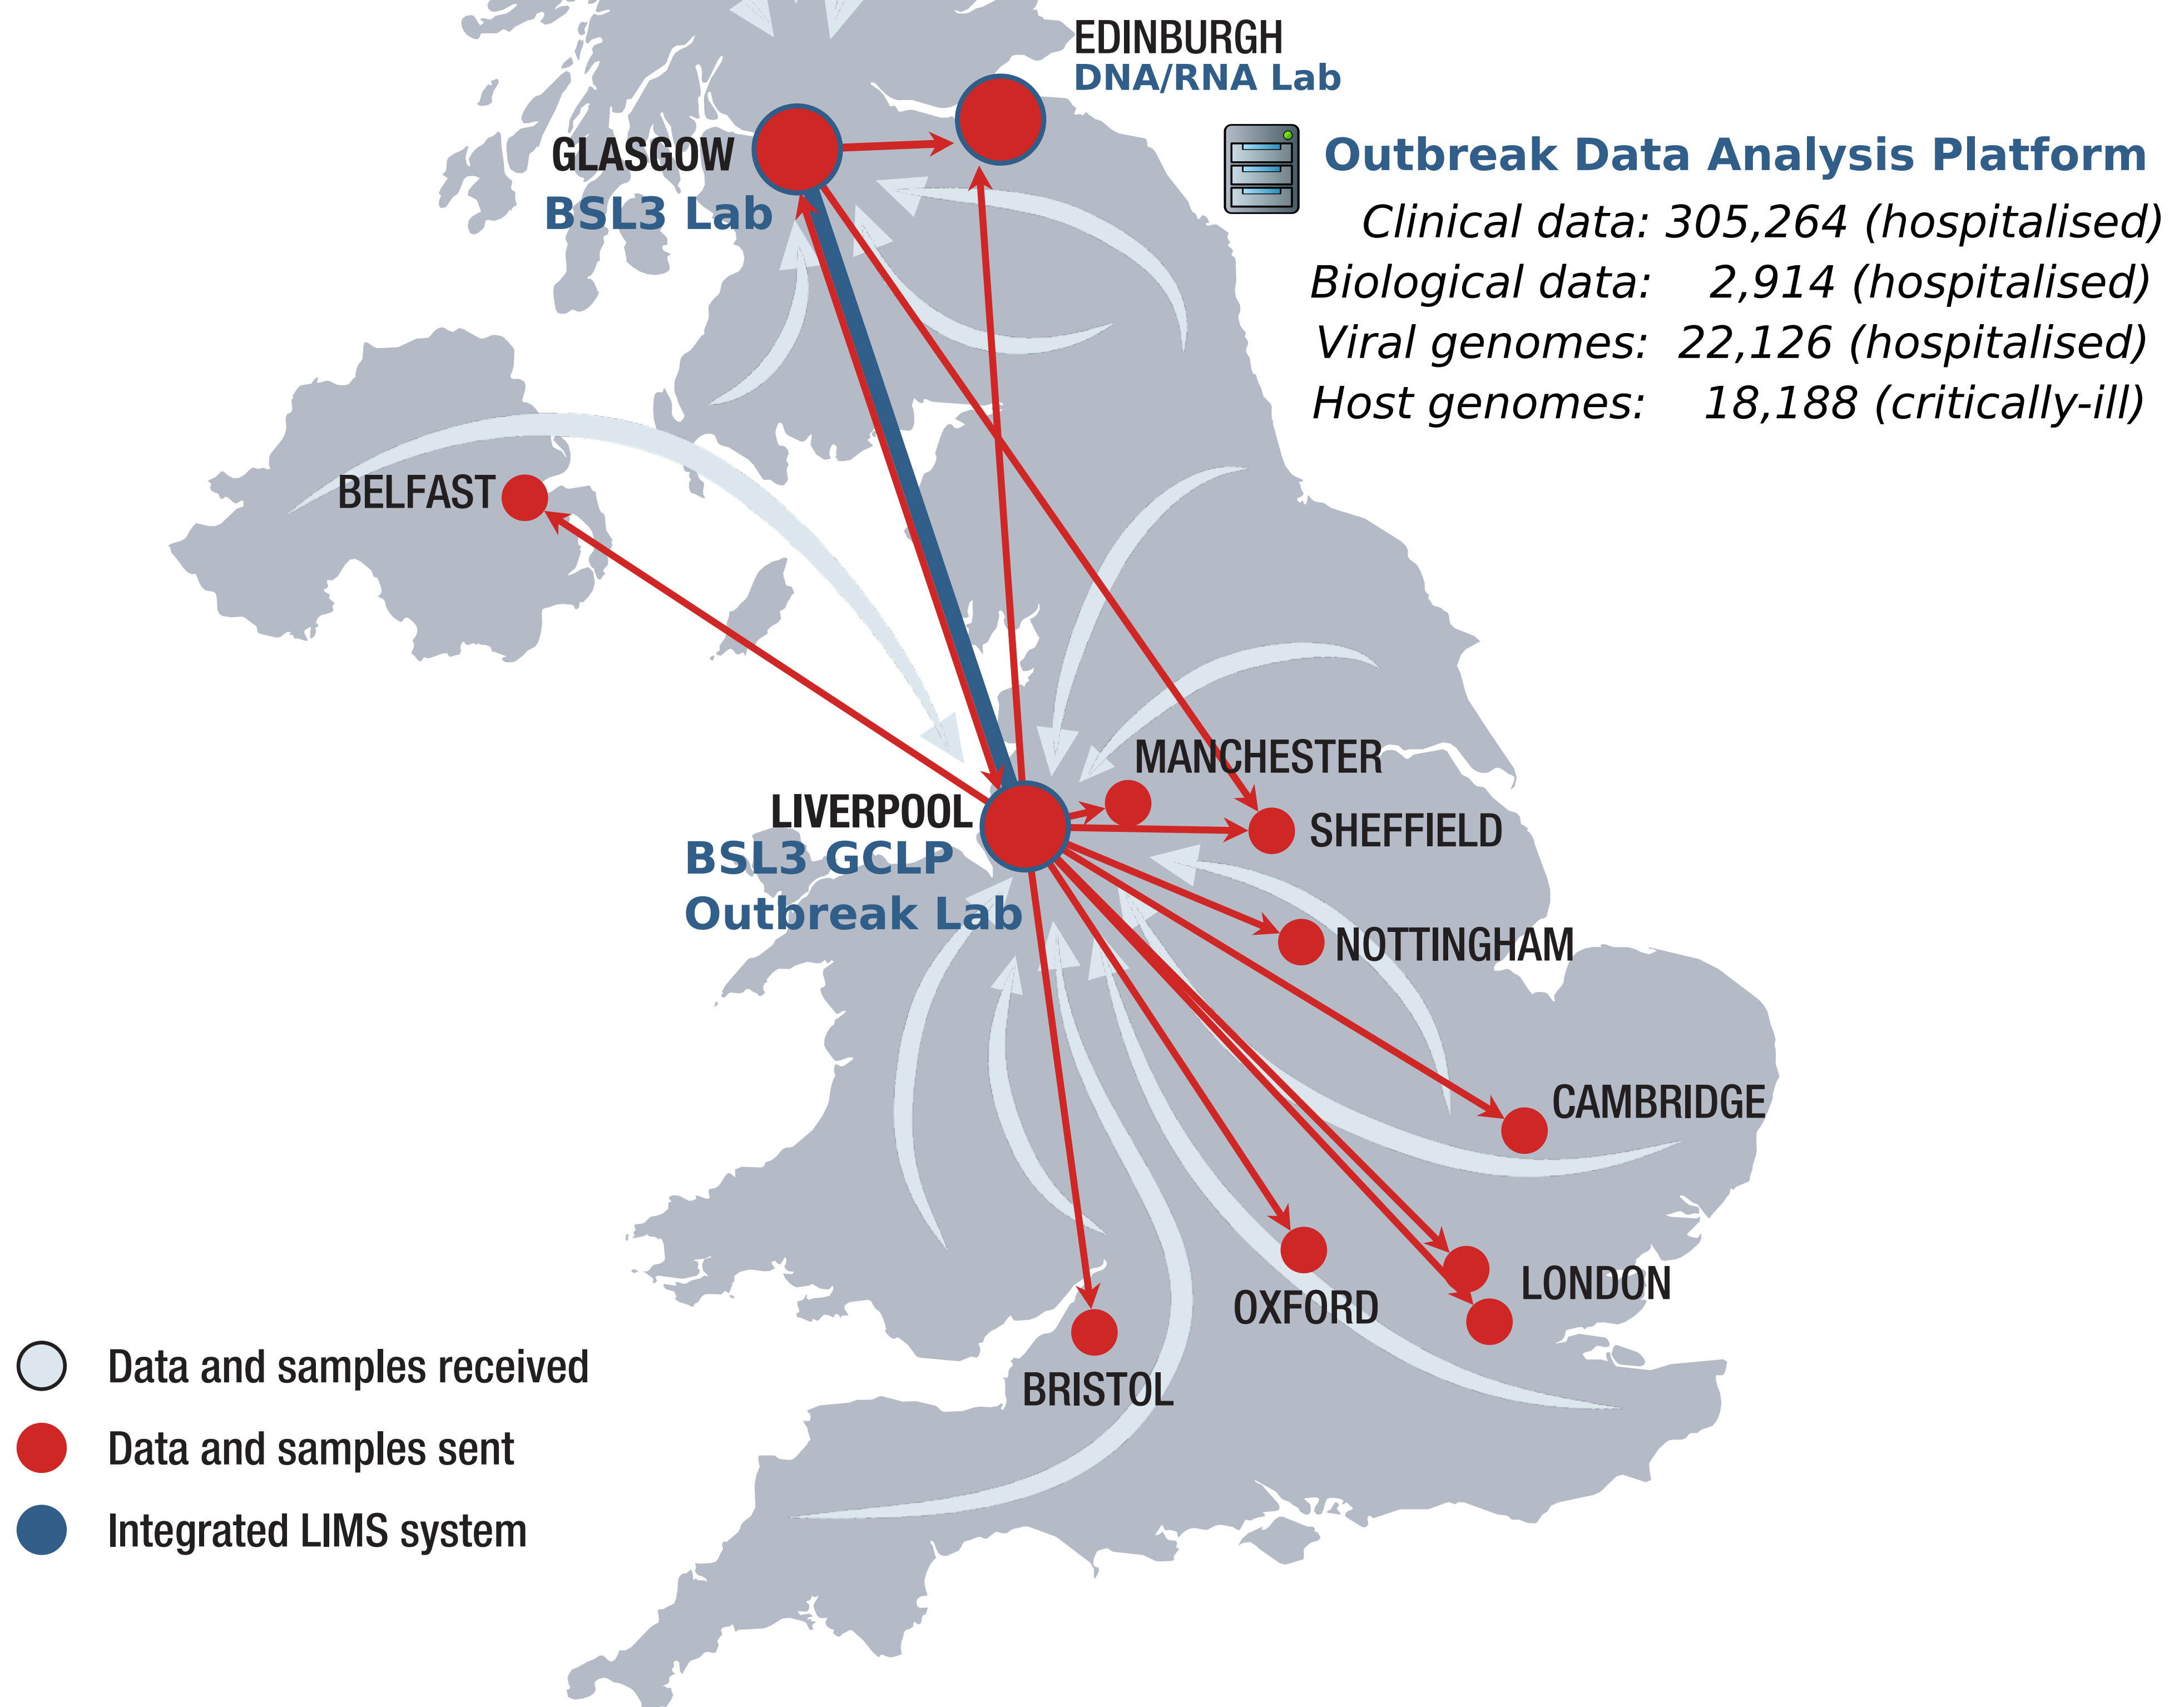 EDINBURGH
DNA/RNA Lab
GLASGOW
BSL3 Lab
Outbreak Data Analysis Platform
Clinical data: 305,264 (hospitalised)
Biological data: 2,914 (hospitalised)
Viral genomes: 22,126 (hospitalised)
Host genomes: 18,188 (critically-ill)
BELFAST
MANCHESTER
LIVERPOOL
BSL3 GCLP
Outbreak Lab
SHEFFIELD
NOTTINGHAM
CAMBRIDGE
LONDON
OXFORD
BRISTOL
Data and samples received
Data and samples sent
Integrated LIMS system